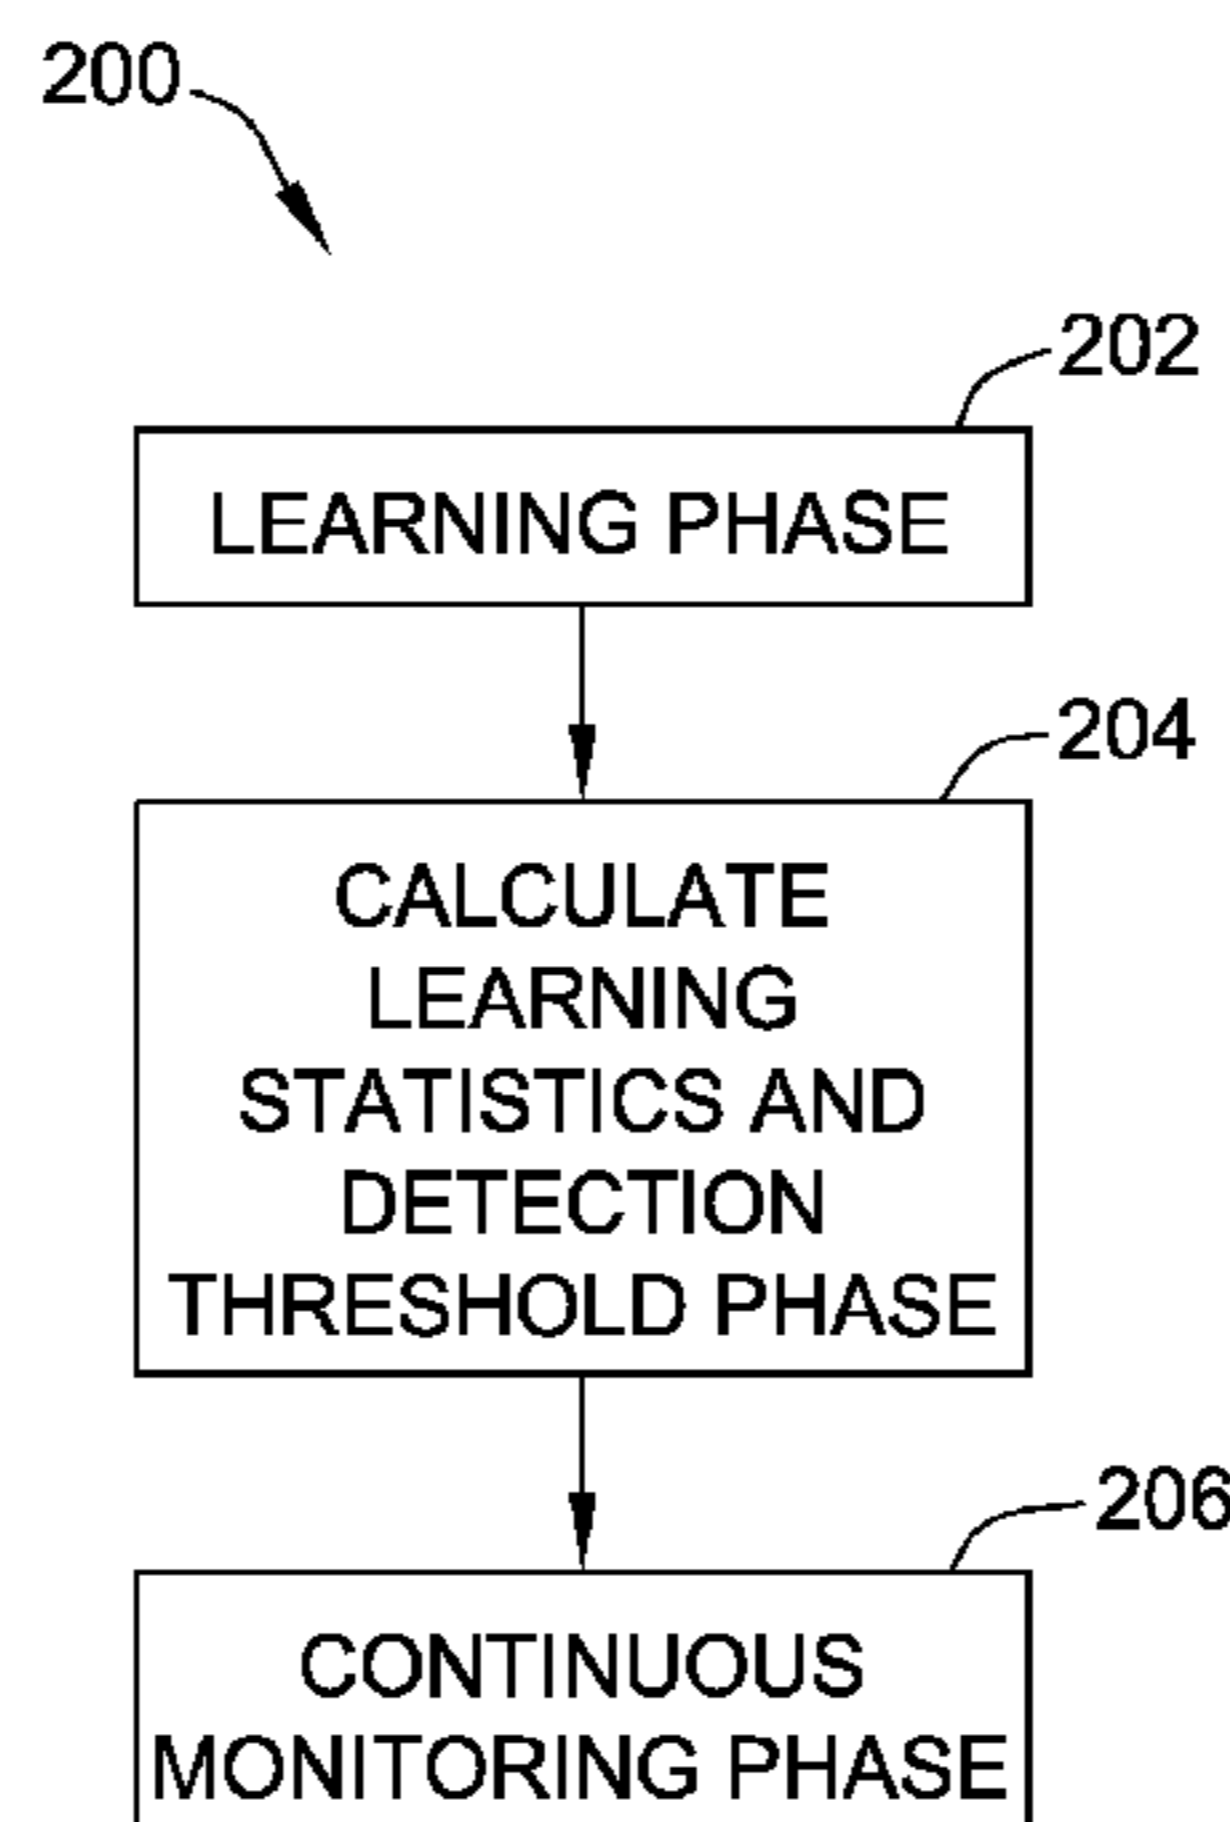 200
202
LEARNING PHASE
204
CALCULATE
LEARNING
STATISTICS AND
DETECTION
THRESHOLD PHASE
206
CONTINUOUS
MONITORING PHASE